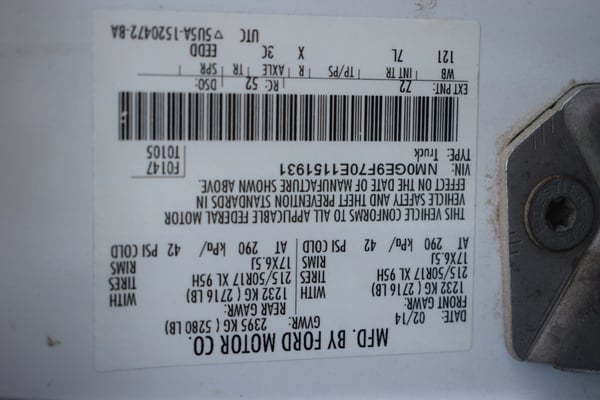 MFD. BY FORD MOTOR CO.
DATE: 02/14 GVWR: 2395 KG ( 5280 LB)
FRONT GAWR: REAR GAWR:
1232 KG ( 2716 LB) 1232 KG ( 2716 LB)
WITH 215/50R17 XL 95H TIRES 215/50R17 XL 95H WITH TIRES
17X6.5J RIMS 17X6.5J RIMS
AT 290 kPa/ 42 PSI COLD AT 290 kPa/ 42 PSI COLD
THIS VEHICLE CONFORMS TO ALL APPLICABLE FEDERAL MOTOR
VEHICLE SAFETY AND THEFT PREVENTION STANDARDS IN
EFFECT ON THE DATE OF MANUFACTURE SHOWN ABOVE.
VIN: NM0GE9F70E1151931 F0147
TYPE: Truck T0105
EXT PNT: Z2 RC: 52 DSO:
WB INT TR TP/PS R AXLE TR SPR
121 7L X 3C EEDD
UTC
▽ 5U5A-1520472-BA